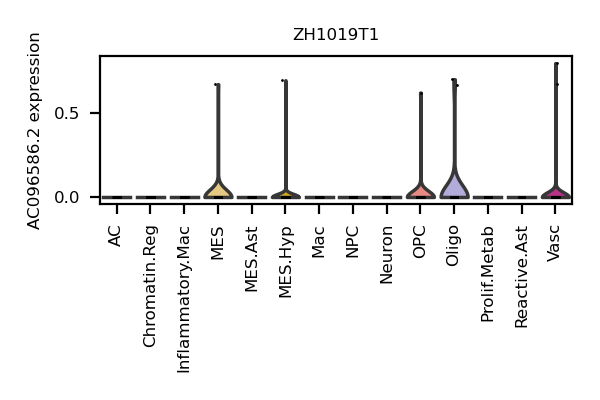 ZH1019T1
AC096586.2 expression
0.5
0.0
AC
Chromatin.Reg
Inflammatory.Mac
MES
MES.Ast
MES.Hyp
Mac
NPC
Neuron
OPC
Oligo
Prolif.Metab
Reactive.Ast
Vasc